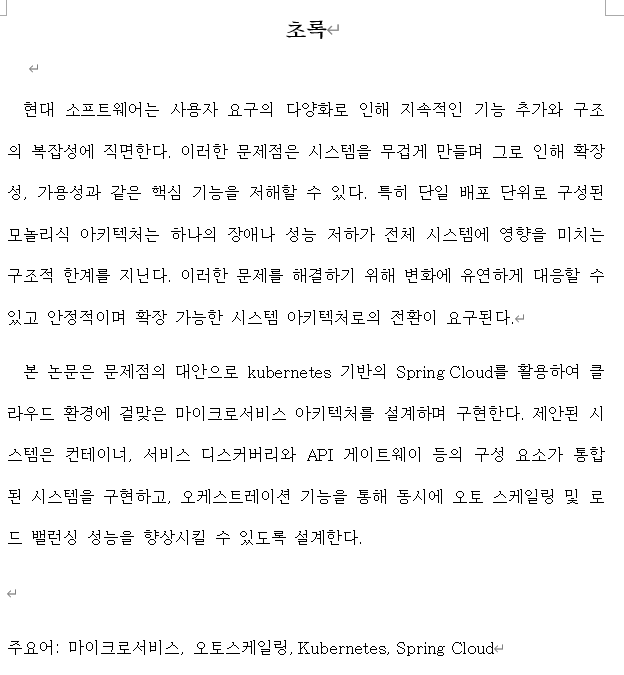 초록
현대 소프트웨어는 사용자 요구의 다양화로 인해 지속적인 기능 추가와 구조
의 복잡성에 직면한다. 이러한 문제점은 시스템을 무겁게 만들며 그로 인해 확장
성, 가용성과 같은 핵심 기능을 저해할 수 있다. 특히 단일 배포 단위로 구성된
모놀리식 아키텍처는 하나의 장애나 성능 저하가 전체 시스템에 영향을 미치는
구조적 한계를 지닌다. 이러한 문제를 해결하기 위해 변화에 유연하게 대응할 수
있고 안정적이며 확장 가능한 시스템 아키텍처로의 전환이 요구된다.
본 논문은 문제점의 대안으로 kubernetes 기반의 Spring Cloud를 활용하여 클
라우드 환경에 걸맞은 마이크로서비스 아키텍처를 설계하며 구현한다. 제안된 시
스템은 컨테이너, 서비스 디스커버리와 API 게이트웨이 등의 구성 요소가 통합
된 시스템을 구현하고, 오케스트레이션 기능을 통해 동시에 오토 스케일링 및 로
드 밸런싱 성능을 향상시킬 수 있도록 설계한다.
주요어: 마이크로서비스, 오토스케일링, Kubernetes, Spring Cloud